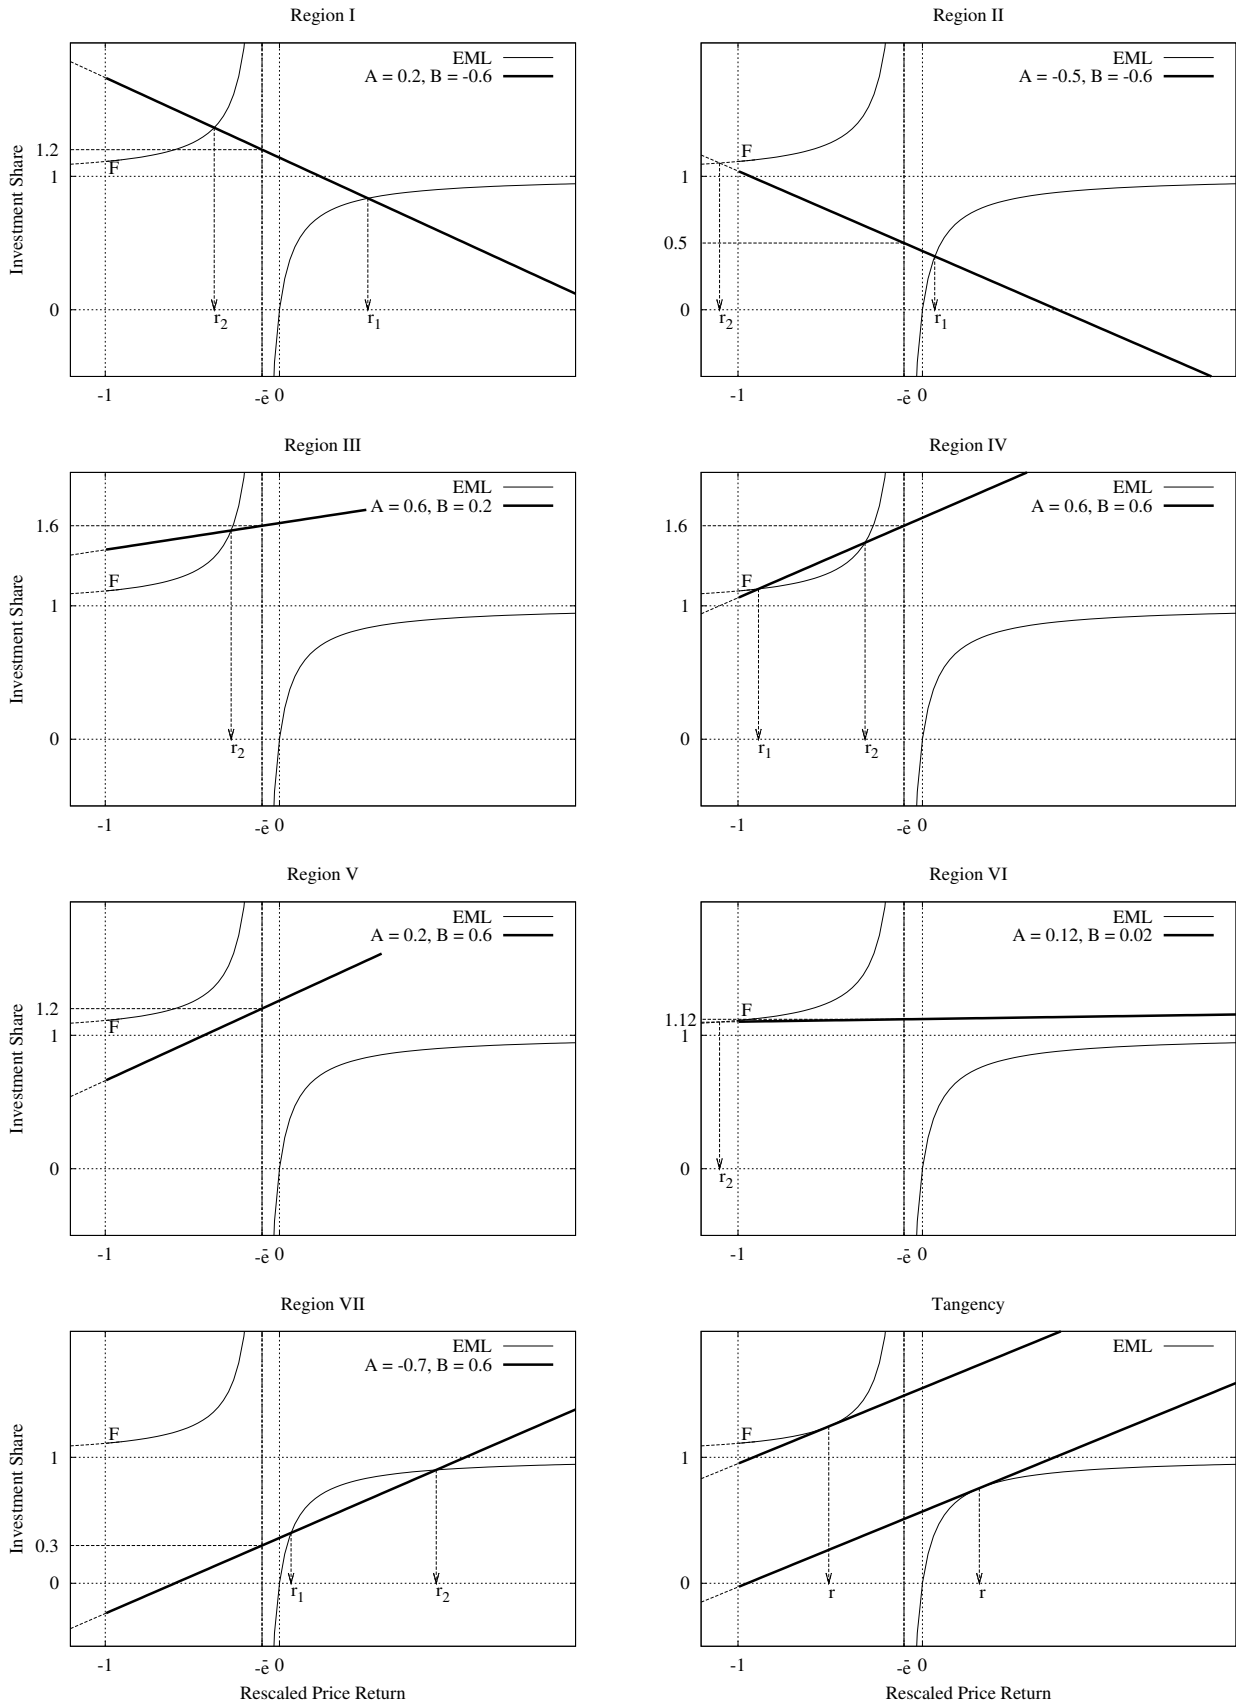 Region I
EML
A = 0.2, B = -0.6
Investment Share
1.2
1
0
F
r2
r1
-1
-ē 0
Region II
EML
A = -0.5, B = -0.6
F
1
0.5
0
r2
r1
-1
-ē 0
Region III
EML
A = 0.6, B = 0.2
Investment Share
1.6
1
0
F
r2
-1
-ē 0
Region IV
EML
A = 0.6, B = 0.6
1.6
1
0
F
r1
r2
-1
-ē 0
Region V
EML
A = 0.2, B = 0.6
Investment Share
1.2
1
0
F
-1
-ē 0
Region VI
EML
A = 0.12, B = 0.02
F
1.12
1
0
r2
-1
-ē 0
Region VII
EML
A = -0.7, B = 0.6
Investment Share
F
1
0.3
0
r1
r2
-1
-ē 0
Rescaled Price Return
Tangency
EML
F
1
0
r
r
-1
-ē 0
Rescaled Price Return